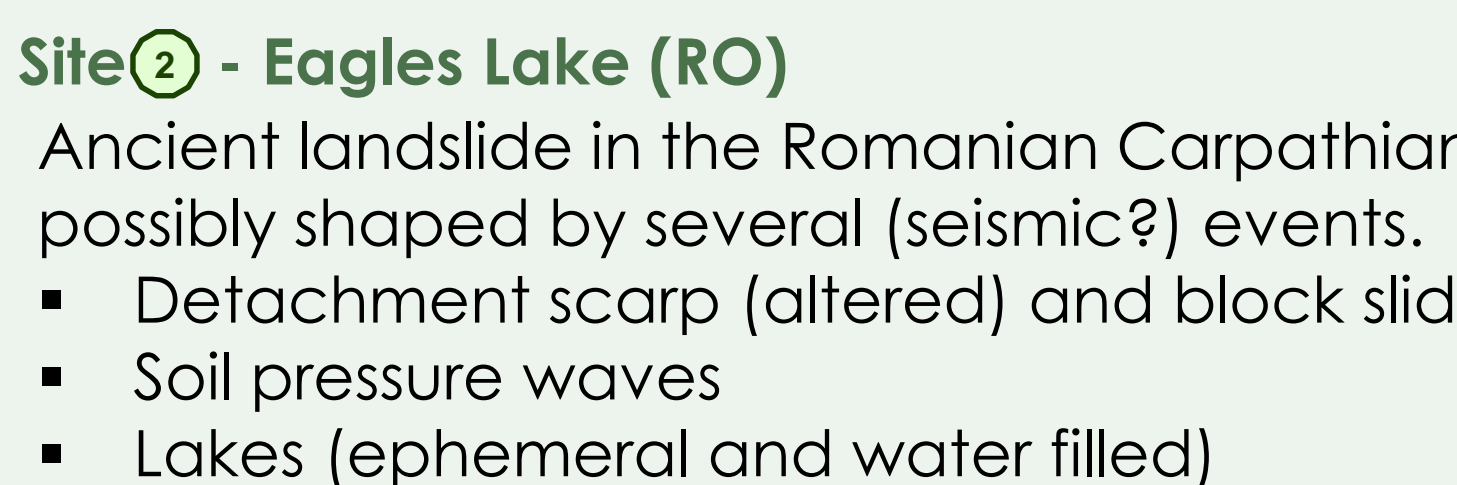 Site 2 - Eagles Lake (RO)
Ancient landslide in the Romanian Carpathian
possibly shaped by several (seismic?) events.
▪ Detachment scarp (altered) and block slid
▪ Soil pressure waves
▪ Lakes (ephemeral and water filled)